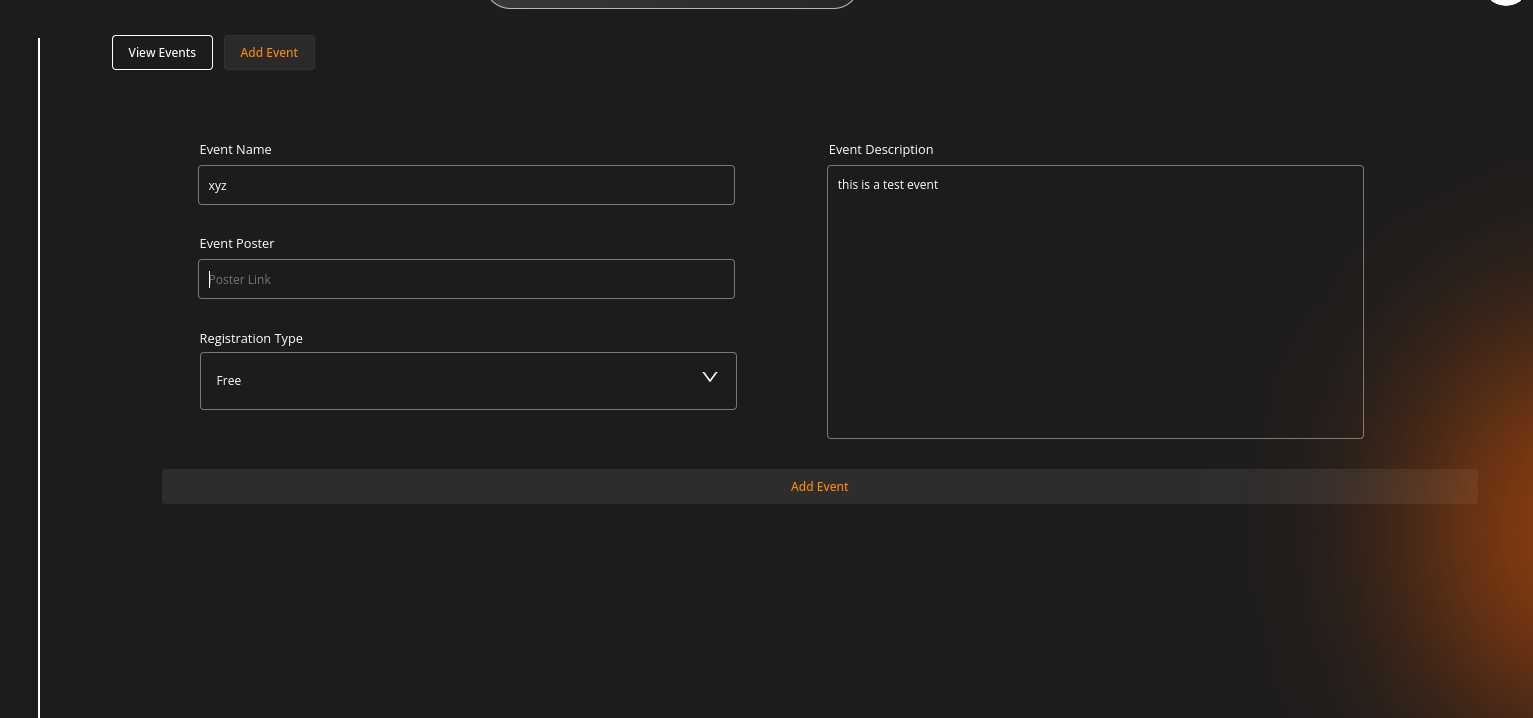 View Events
Add Event
Event Name
xyz
Event Poster
Poster Link
Registration Type
Free
Event Description
this is a test event
Add Event